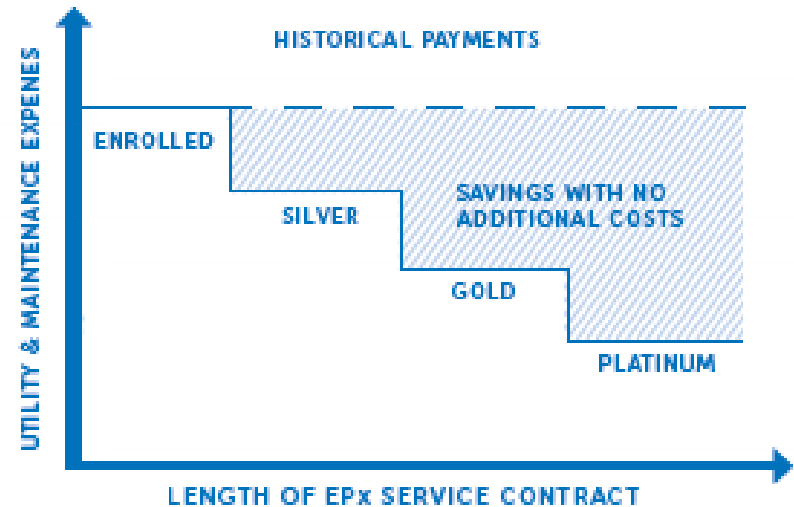 HISTORICAL PAYMENTS
UTILITY & MAINTENANCE EXPENES
ENROLLED
SILVER
SAVINGS WITH NO
ADDITIONAL COSTS
GOLD
PLATINUM
LENGTH OF EPx SERVICE CONTRACT